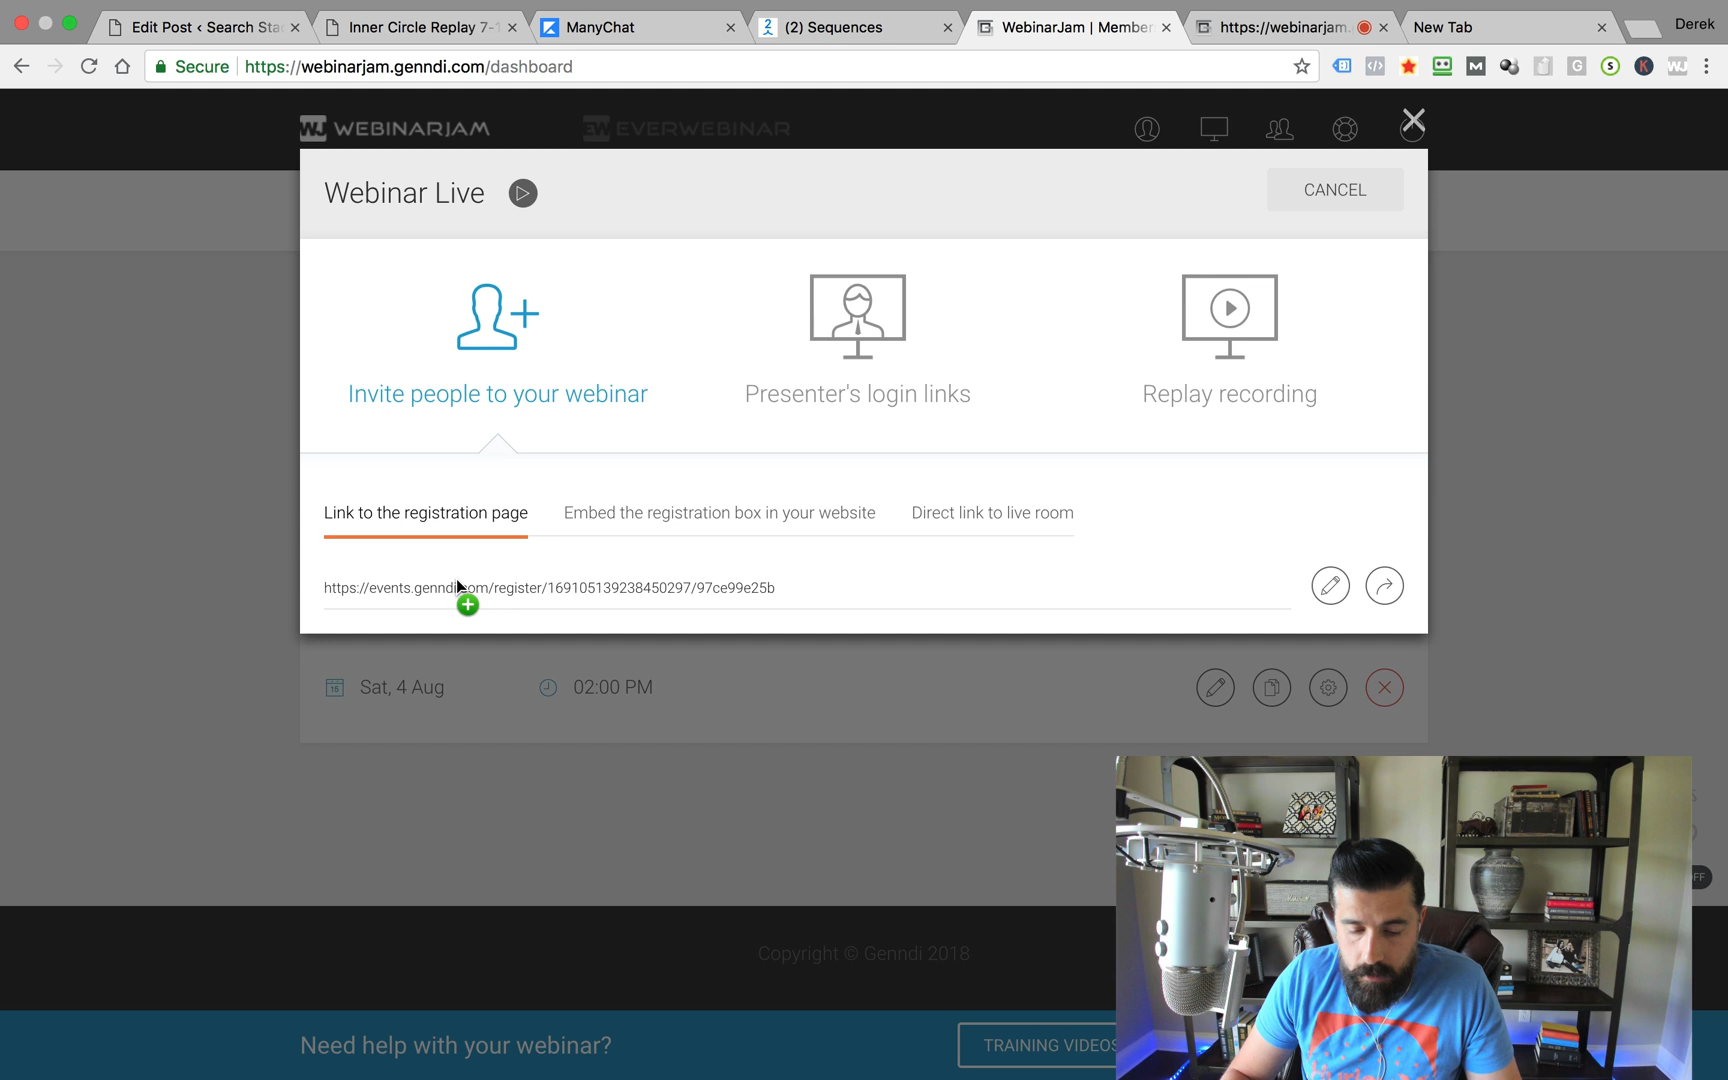 Edit Post ‹ Search Sta
Inner Circle Replay 7-1
ManyChat
(2) Sequences
WebinarJam | Member
https://webinarjam.
New Tab
Derek
Secure
https://webinarjam.genndi.com/dashboard
WEBINARJAM
EVERWEBINAR
Webinar Live
CANCEL
Invite people to your webinar
Presenter's login links
Replay recording
Link to the registration page
Embed the registration box in your website
Direct link to live room
https://events.genndi.com/register/169105139238450297/97ce99e25b
Sat, 4 Aug
02:00 PM
Copyright © Genndi 2018
Need help with your webinar?
TRAINING VIDEOS